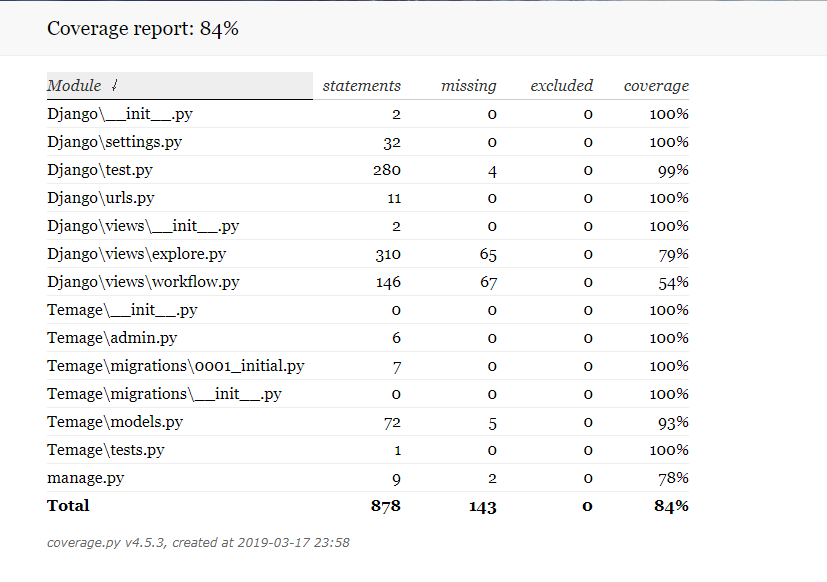 Coverage report: 84%
Module ↓ statements missing excluded coverage
Django\__init__.py 2 0 0 100%
Django\settings.py 32 0 0 100%
Django\test.py 280 4 0 99%
Django\urls.py 11 0 0 100%
Django\views\__init__.py 2 0 0 100%
Django\views\explore.py 310 65 0 79%
Django\views\workflow.py 146 67 0 54%
Temage\__init__.py 0 0 0 100%
Temage\admin.py 6 0 0 100%
Temage\migrations\0001_initial.py 7 0 0 100%
Temage\migrations\__init__.py 0 0 0 100%
Temage\models.py 72 5 0 93%
Temage\tests.py 1 0 0 100%
manage.py 9 2 0 78%
Total 878 143 0 84%
coverage.py v4.5.3, created at 2019-03-17 23:58